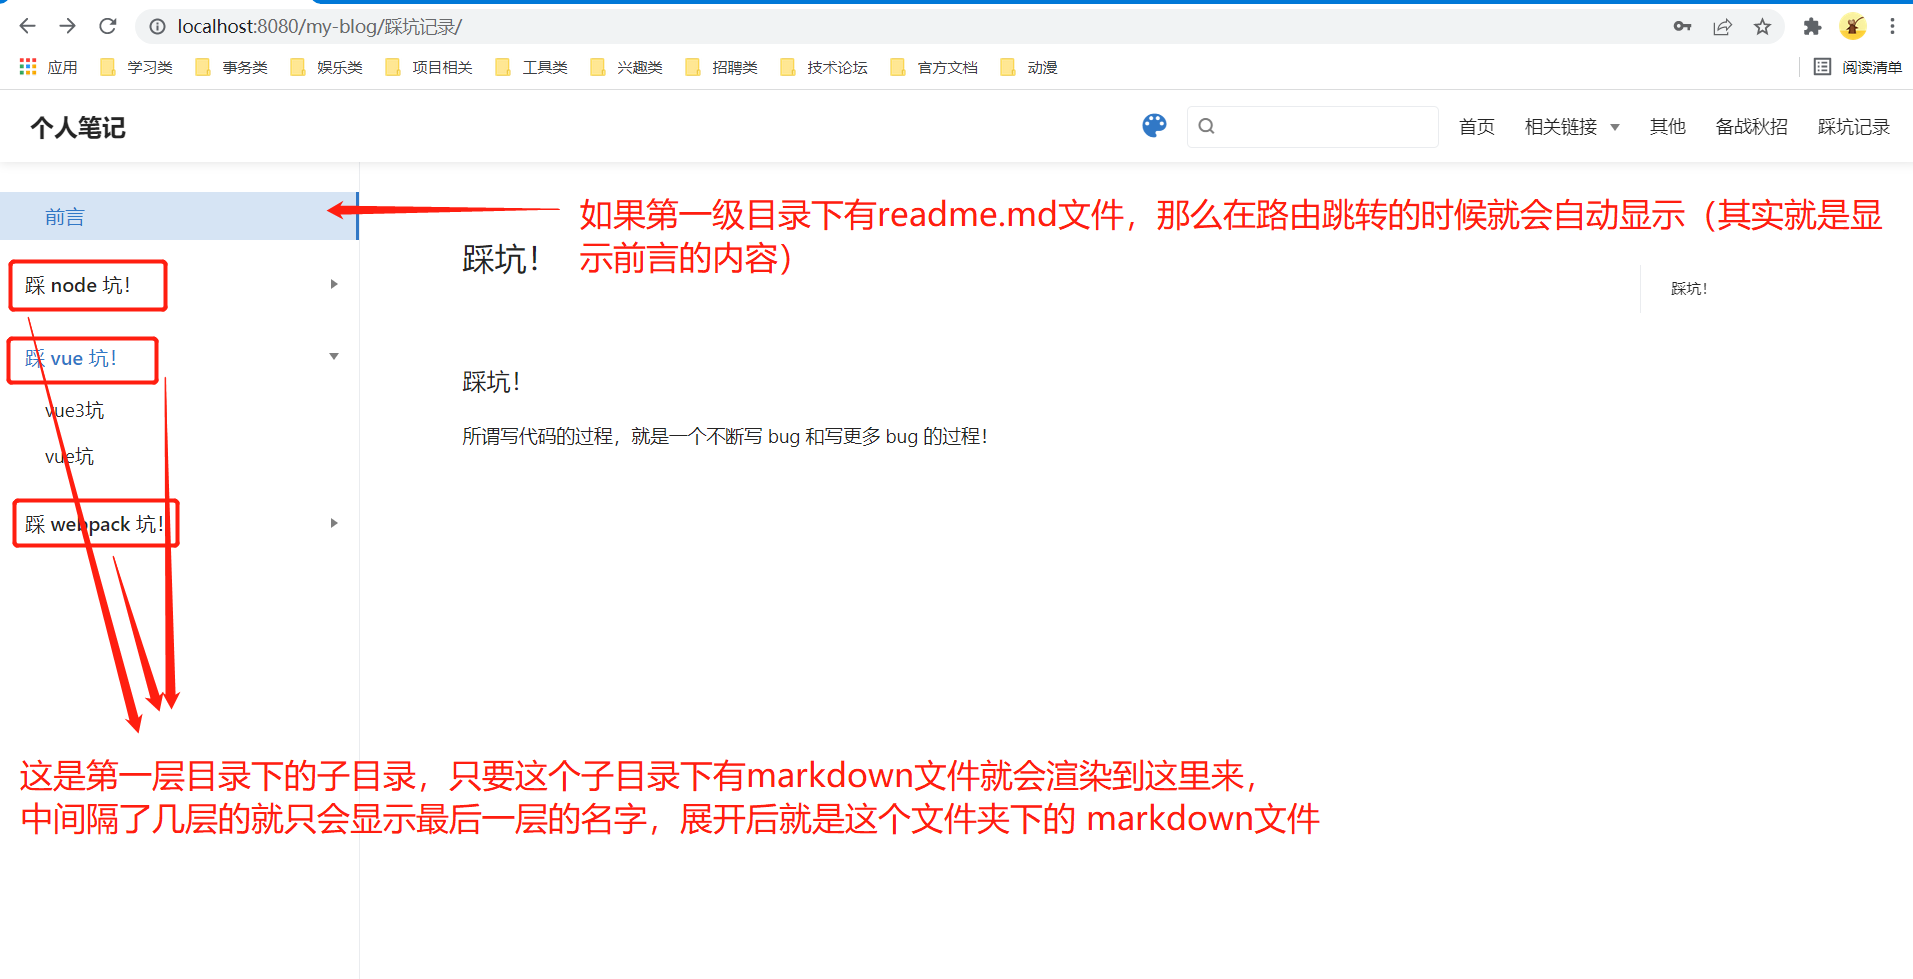 localhost:8080/my-blog/踩坑记录/
应用 学习类 事务类 娱乐类 项目相关 工具类 兴趣类 招聘类 技术论坛 官方文档 动漫 阅读清单
个人笔记 首页 相关链接 其他 备战秋招 踩坑记录
前言
如果第一级目录下有readme.md文件，那么在路由跳转的时候就会自动显示（其实就是显
示前言的内容）
踩坑！
踩坑！
踩 node 坑！
踩 vue 坑！
踩坑！
vue3坑
所谓写代码的过程，就是一个不断写 bug 和写更多 bug 的过程！
vue坑
踩 webpack 坑！
这是第一层目录下的子目录，只要这个子目录下有markdown文件就会渲染到这里来，
中间隔了几层的就只会显示最后一层的名字，展开后就是这个文件夹下的 markdown文件